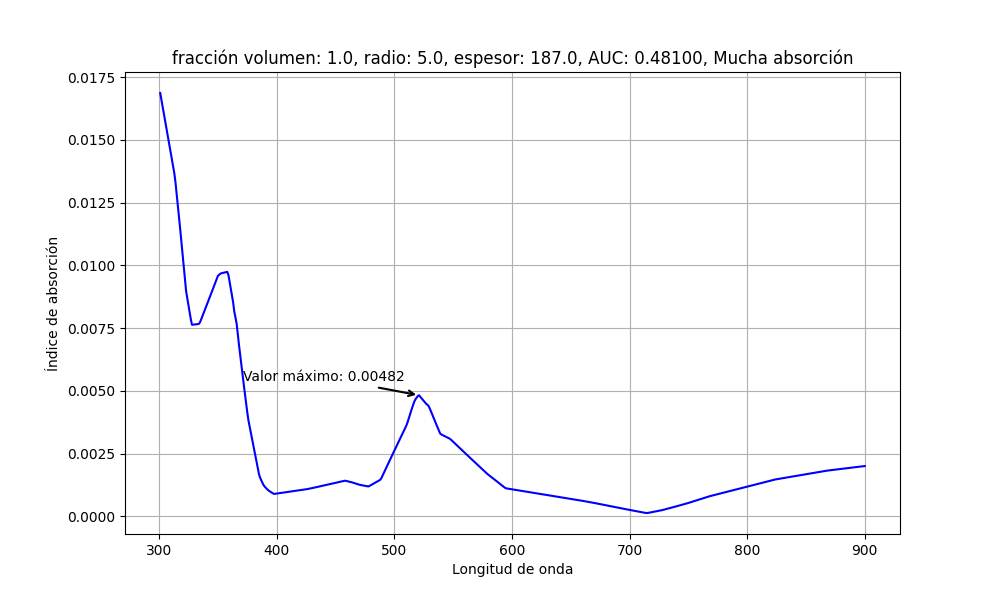 fracción volumen: 1.0, radio: 5.0, espesor: 187.0, AUC: 0.48100, Mucha absorción
0.0175
0.0150
0.0125
0.0100
0.0075
0.0050
0.0025
0.0000
Índice de absorción
Valor máximo: 0.00482
300 400 500 600 700 800 900
Longitud de onda